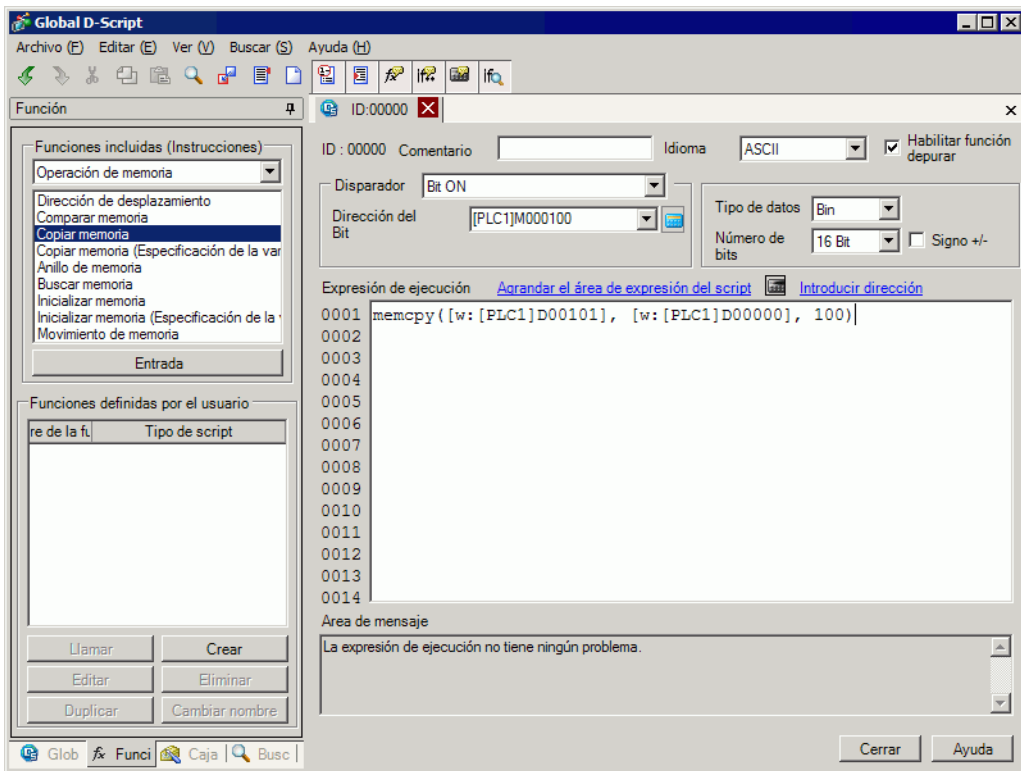 Global D-Script
Archivo (F) Editar (E) Ver (V) Buscar (S) Ayuda (H)
Función
ID:00000
Funciones incluidas (Instrucciones)
Operación de memoria
Dirección de desplazamiento
Comparar memoria
Copiar memoria
Copiar memoria (Especificación de la var
Anillo de memoria
Buscar memoria
Inicializar memoria
Inicializar memoria (Especificación de la
Movimiento de memoria
Entrada
Funciones definidas por el usuario
re de la fu Tipo de script
Llamar Crear
Editar Eliminar
Duplicar Cambiar nombre
Glob fx Funci Caja Busc
ID : 00000 Comentario Idioma ASCII Habilitar función
depurar
Disparador Bit ON
Dirección del
Bit [PLC1]M000100
Tipo de datos Bin
Número de
bits 16 Bit Signo +/-
Expresión de ejecución Agrandar el área de expresión del script Introducir dirección
0001 memcpy([w:[PLC1]D00101], [w:[PLC1]D00000], 100)
0002
0003
0004
0005
0006
0007
0008
0009
0010
0011
0012
0013
0014
Area de mensaje
La expresión de ejecución no tiene ningún problema.
Cerrar Ayuda